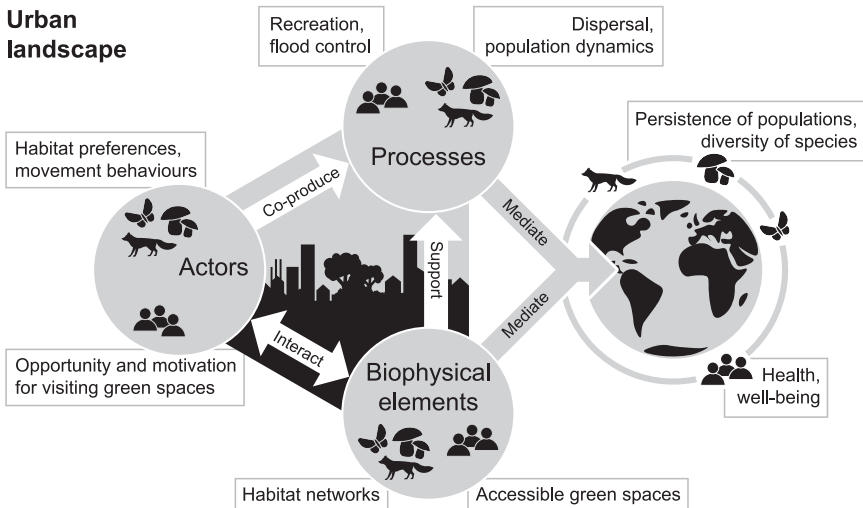 Urban
landscape
Recreation,
flood control
Dispersal,
population dynamics
Processes
Persistence of populations,
diversity of species
Habitat preferences,
movement behaviours
Co-produce
Mediate
Actors
Support
Interact
Mediate
Opportunity and motivation
for visiting green spaces
Biophysical
elements
Health,
well-being
Habitat networks
Accessible green spaces